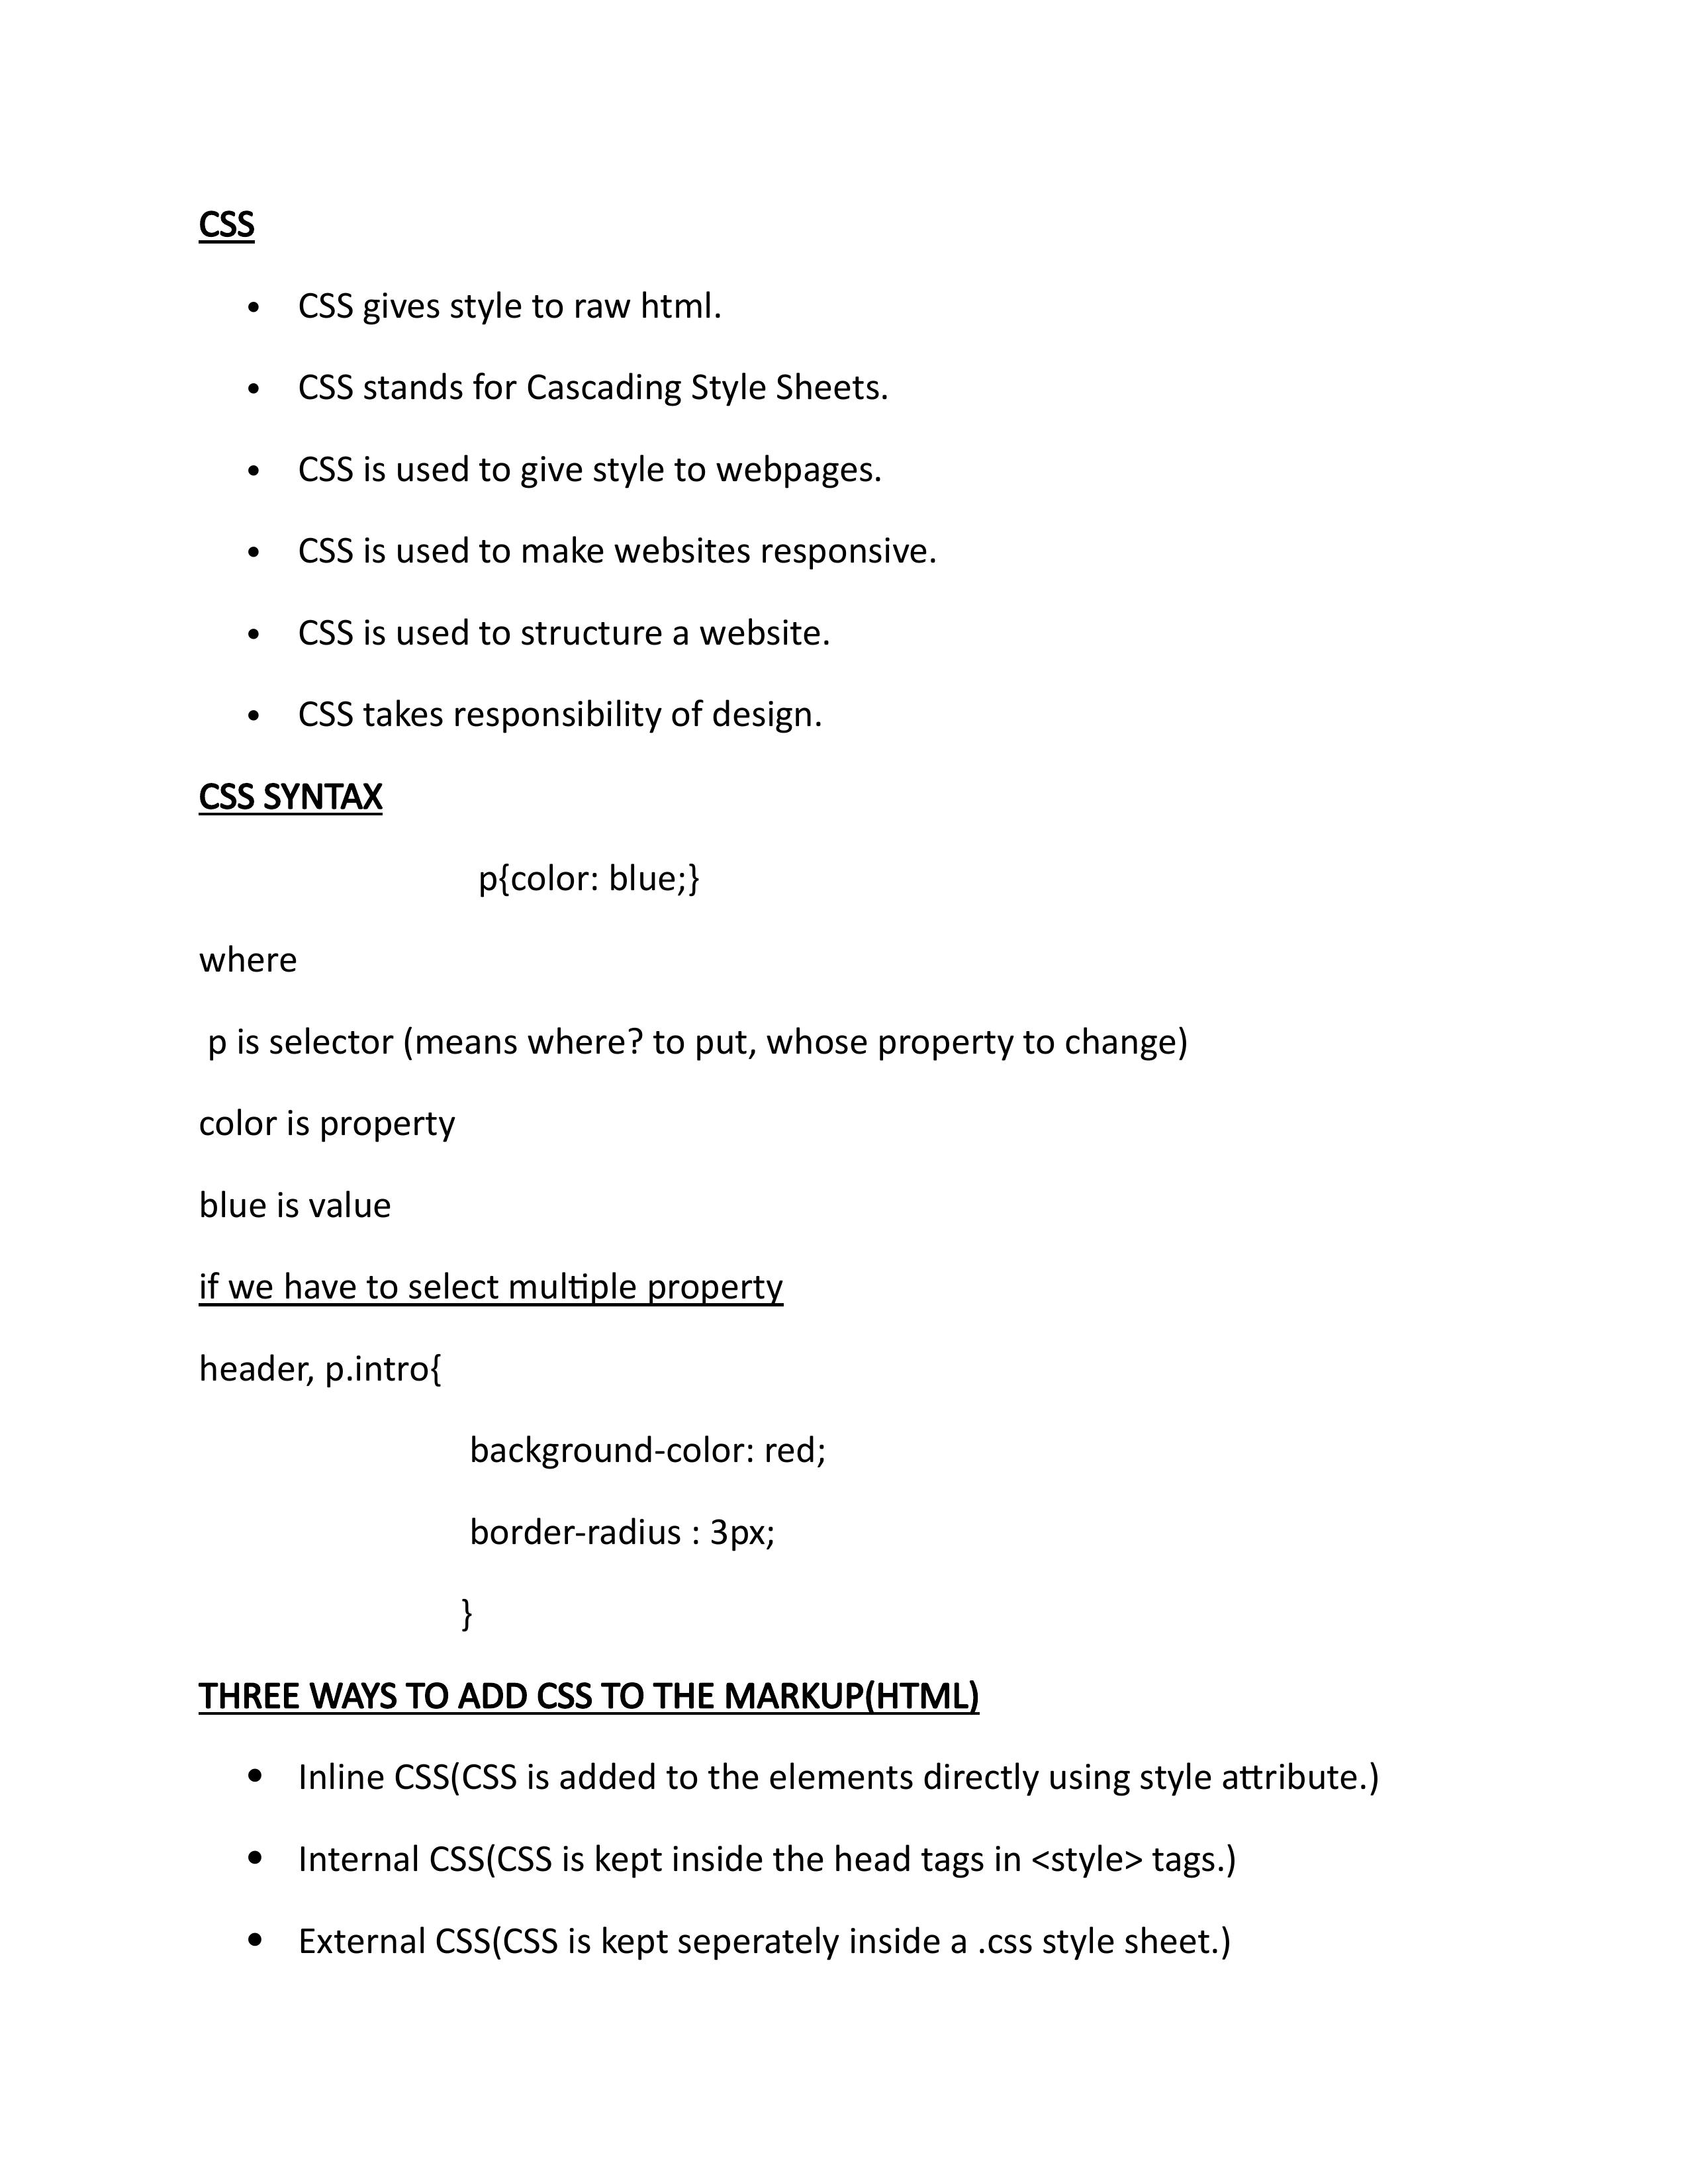 CSS
• CSS gives style to raw html.
• CSS stands for Cascading Style Sheets.
• CSS is used to give style to webpages.
• CSS is used to make websites responsive.
• CSS is used to structure a website.
• CSS takes responsibility of design.
CSS SYNTAX
p{color: blue;}
where
p is selector (means where? to put, whose property to change)
color is property
blue is value
if we have to select multiple property
header, p.intro{
background-color: red;
border-radius : 3px;
}
THREE WAYS TO ADD CSS TO THE MARKUP(HTML)
• Inline CSS(CSS is added to the elements directly using style attribute.)
• Internal CSS(CSS is kept inside the head tags in <style> tags.)
• External CSS(CSS is kept seperately inside a .css style sheet.)